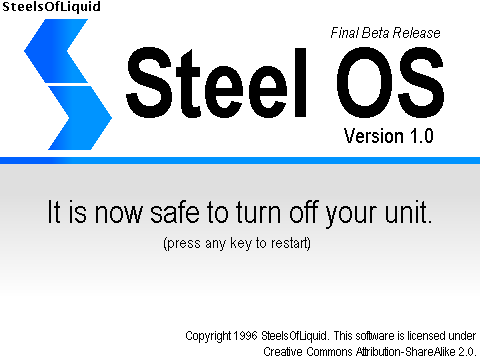 SteelsOfLiquid
Final Beta Release
Steel OS
Version 1.0
It is now safe to turn off your unit.
(press any key to restart)
Copyright 1996 SteelsOfLiquid. This software is licensed under
Creative Commons Attribution-ShareAlike 2.0.